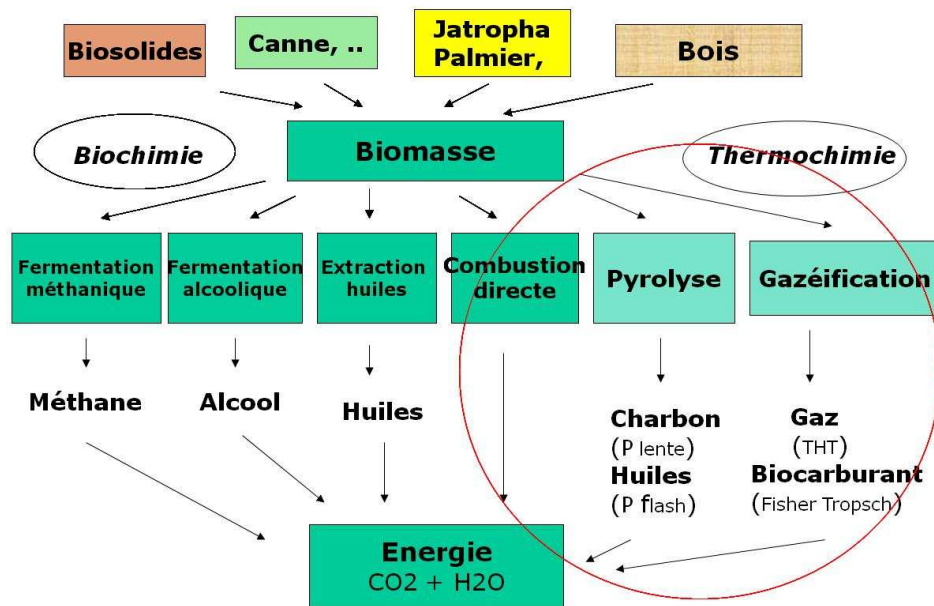 Biosolides
Canne, ..
Jatropha
Palmier,
Bois
Biochimie
Biomasse
Thermochimie
Fermentation
méthanique
Fermentation
alcoolique
Extraction
huiles
Combustion
directe
Pyrolyse
Gazéification
Méthane
Alcool
Huiles
Charbon
(P lente)
Huiles
(P flash)
Gaz
(THT)
Biocarburant
(Fisher Tropsch)
Energie
CO2 + H2O